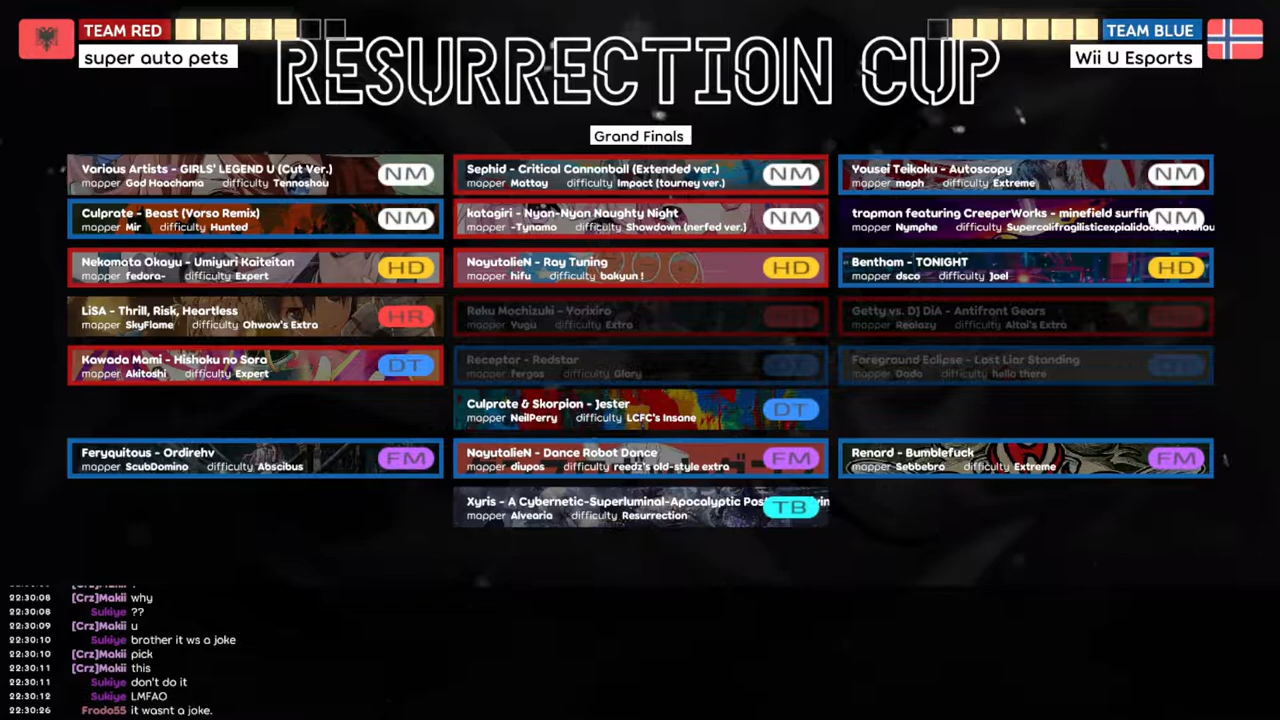 TEAM RED
super auto pets
TEAM BLUE
Wii U Esports
RESURRECTION CUP
Grand Finals
Various Artists - GIRLS' LEGEND U (Cut Ver.)
mapper God Haachama difficulty Tennoshou
NM
Sephid - Critical Cannonball (Extended ver.)
mapper Mattay difficulty Impact (tourney ver.)
NM
Yousei Teikoku - Autoscopy
mapper moph difficulty Extreme
NM
Culprate - Beast (Vorso Remix)
mapper Mir difficulty Hunted
NM
katagiri - Nyan-Nyan Naughty Night
mapper -Tynamo difficulty Showdown (nerfed ver.)
NM
trapman featuring CreeperWorks - minefield surfin
mapper Nymphe difficulty
NM
Nekomata Okayu - Umiyuri Kaiteitan
mapper fedora- difficulty Expert
HD
NayutalieN - Ray Tuning
mapper hifu difficulty bakyun !
HD
Bentham - TONIGHT
mapper dsco difficulty Joel
HD
LiSA - Thrill, Risk, Heartless
mapper SkyFlame difficulty Ohwow's Extra
HR
Reku Mochizuki - Yorixiro
mapper Yugu difficulty Extra
HR
Getty vs. DJ DiA - Antifront Gears
mapper Realazy difficulty Altai's Extra
HR
Kawada Mami - Hishoku no Sora
mapper Akitoshi difficulty Expert
DT
Receptor - Redstar
mapper fergas difficulty Glory
DT
Foreground Eclipse - Last Liar Standing
mapper Dada difficulty hello there
DT
Culprate & Skorpion - Jester
mapper NeilPerry difficulty LCFC's Insane
DT
Feryquitous - Ordirehv
mapper ScubDomino difficulty Abscibus
FM
NayutalieN - Dance Robot Dance
mapper diupos difficulty reedz's old-style extra
FM
Renard - Bumblefuck
mapper Sebbebro difficulty Extreme
FM
Xyris - A Cybernetic-Superluminal-Apocalyptic
mapper Alvearia difficulty Resurrection
TB
22:30:08 [Crz]Makii why
22:30:08 Sukiye ??
22:30:09 [Crz]Makii u
22:30:10 Sukiye brother it ws a joke
22:30:10 [Crz]Makii pick
22:30:11 [Crz]Makii this
22:30:11 Sukiye don't do it
22:30:12 Sukiye LMFAO
22:30:26 Frodo55 it wasnt a joke.